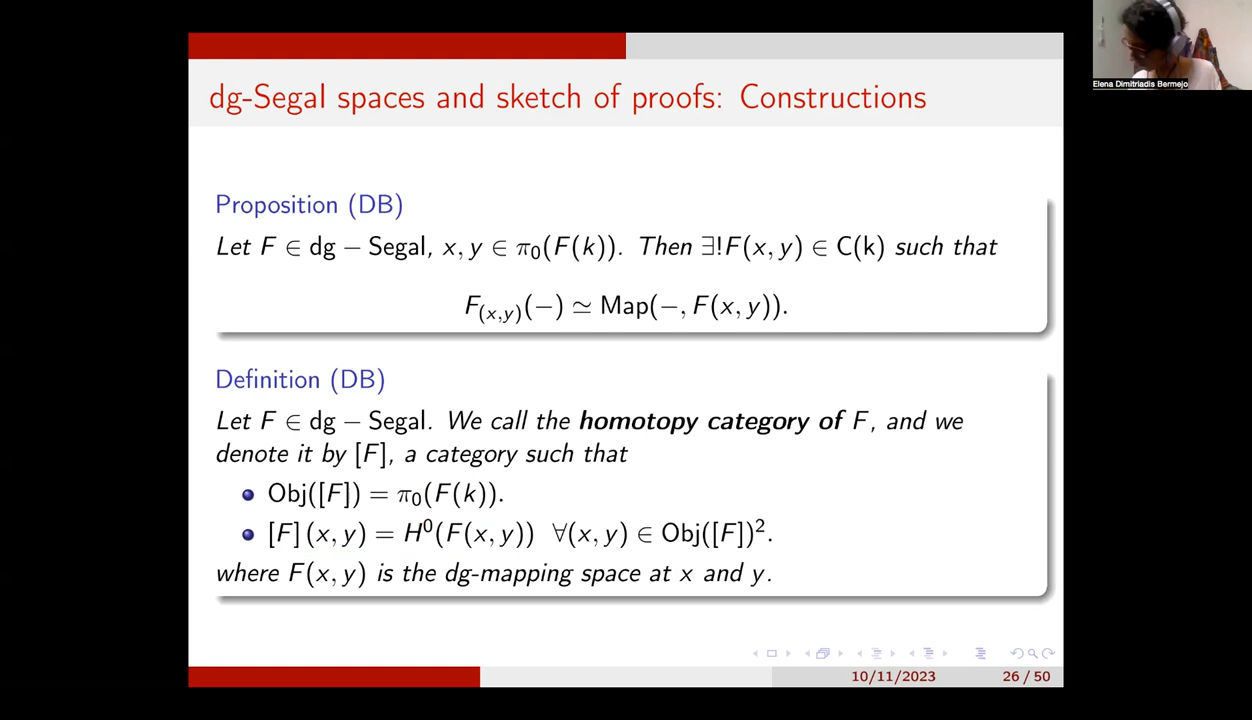 Elena Dimitriadis Bermejo
dg-Segal spaces and sketch of proofs: Constructions
Proposition (DB)
Let F ∈ dg − Segal, x, y ∈ π₀(F(k)). Then ∃!F(x, y) ∈ C(k) such that
F₍ₓ,ᵧ₎(−) ≃ Map(−, F(x, y)).
Definition (DB)
Let F ∈ dg − Segal. We call the homotopy category of F, and we
denote it by [F], a category such that
Obj([F]) = π₀(F(k)).
[F] (x, y) = H⁰(F(x, y)) ∀(x, y) ∈ Obj([F])².
where F(x, y) is the dg-mapping space at x and y.
10/11/2023 26 / 50